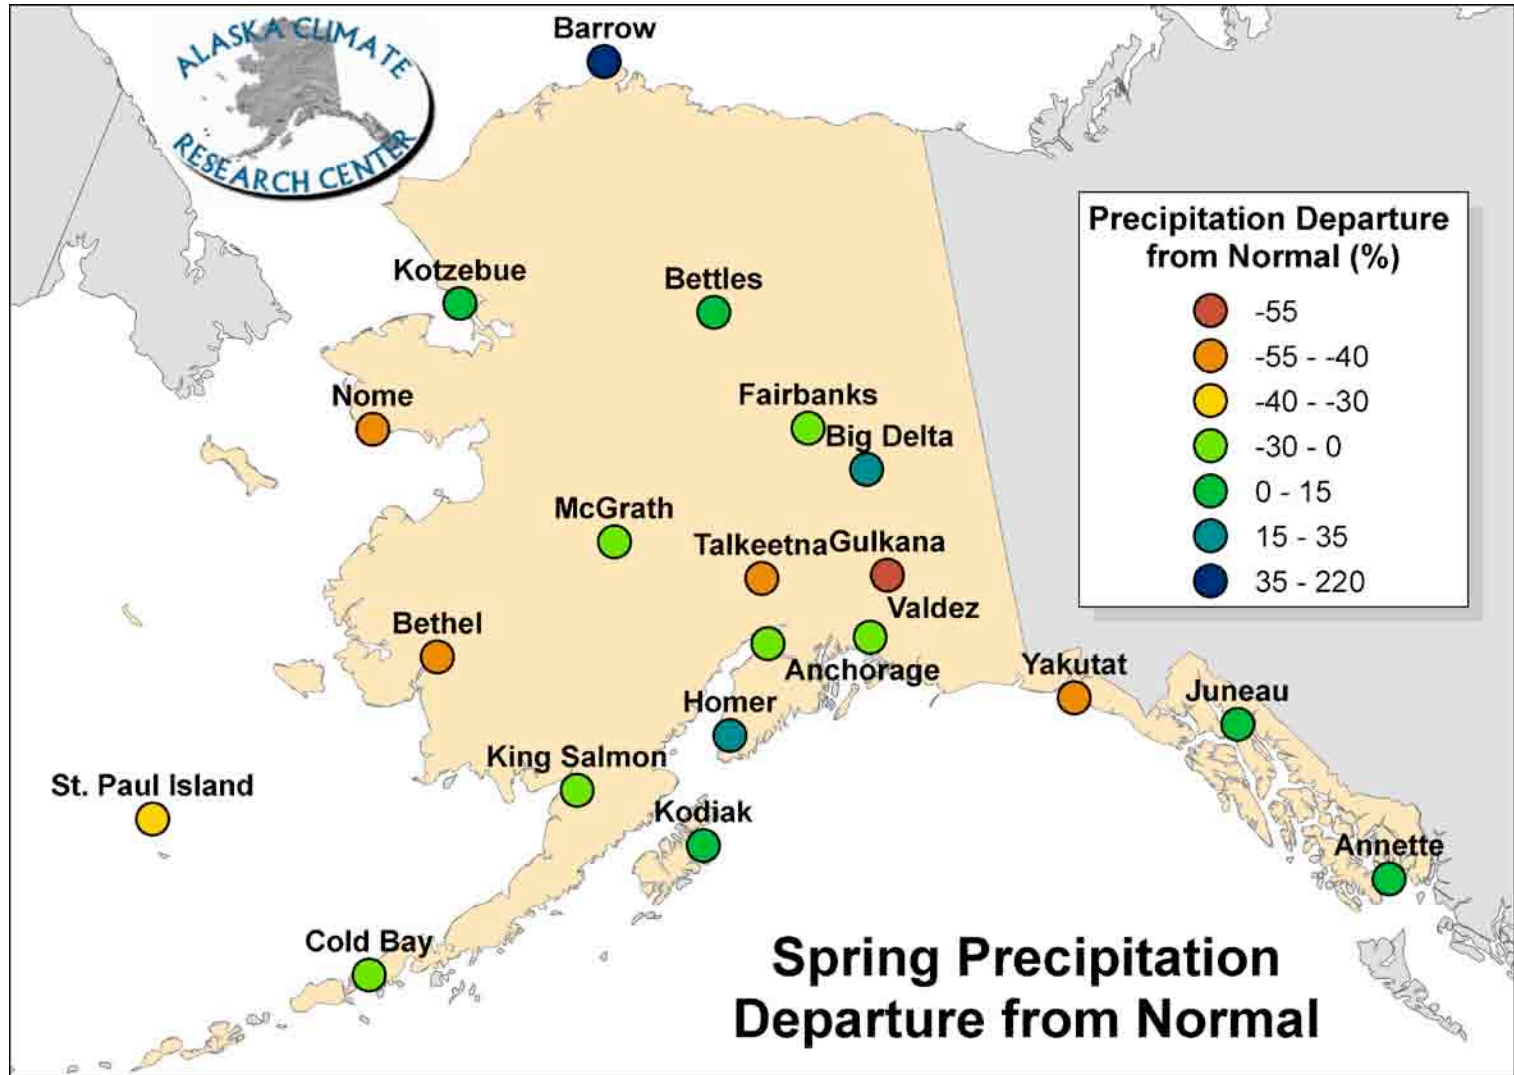 ALASKA CLIMATE
RESEARCH CENTER
Barrow
Precipitation Departure
from Normal (%)
-55
-55 - -40
-40 - -30
-30 - 0
0 - 15
15 - 35
35 - 220
Kotzebue
Bettles
Nome
Fairbanks
Big Delta
McGrath
Talkeetna
Gulkana
Valdez
Bethel
Anchorage
Yakutat
Juneau
Homer
King Salmon
St. Paul Island
Kodiak
Annette
Cold Bay
Spring Precipitation
Departure from Normal